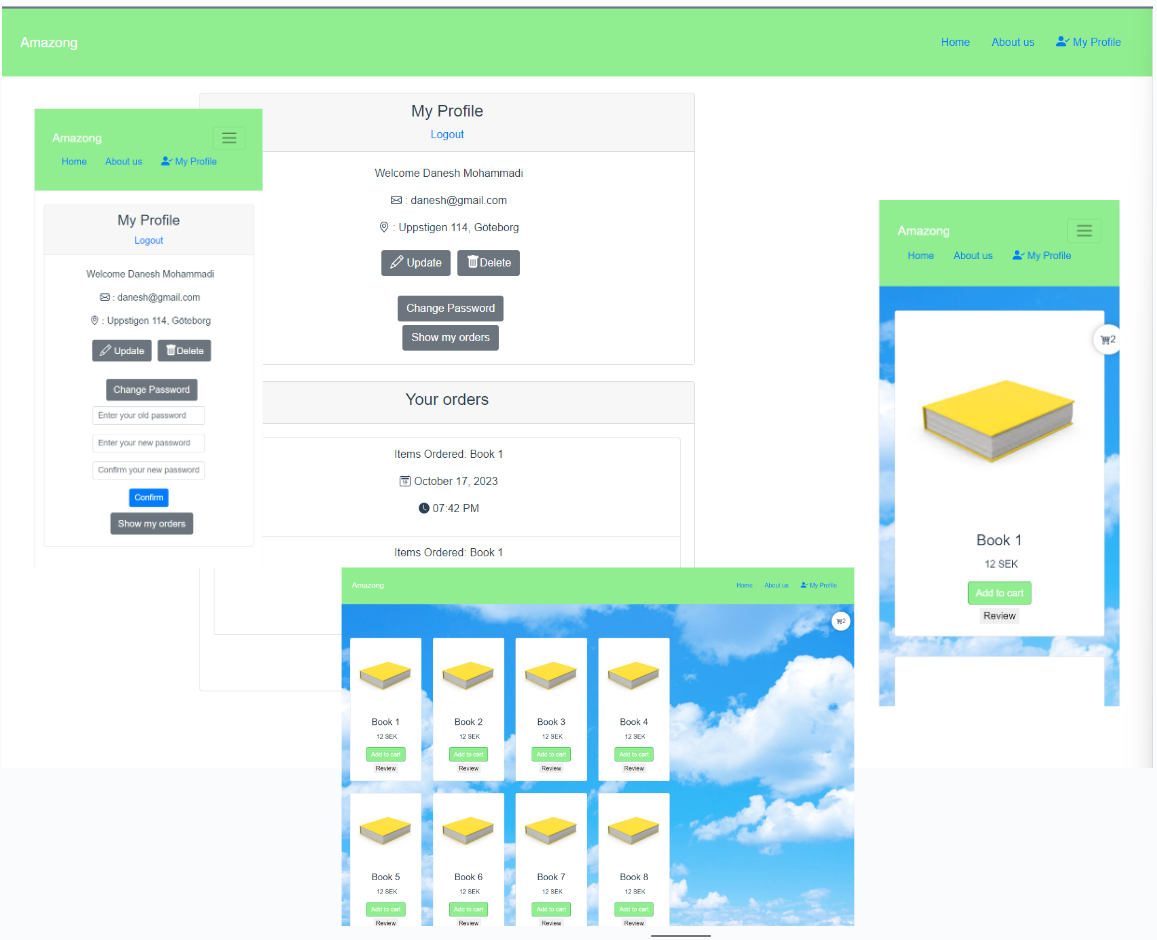 Amazong
Home About us My Profile
My Profile
Logout
Welcome Danesh Mohammadi
: danesh@gmail.com
: Uppstigen 114, Göteborg
Update Delete
Change Password
Show my orders
Your orders
Items Ordered: Book 1
October 17, 2023
07:42 PM
Items Ordered: Book 1
Amazong
Home About us My Profile
My Profile
Logout
Welcome Danesh Mohammadi
: danesh@gmail.com
: Uppstigen 114, Göteborg
Update Delete
Change Password
Enter your old password
Enter your new password
Confirm your new password
Confirm
Show my orders
Amazong
Home About us My Profile
2
Book 1
12 SEK
Add to cart
Review
Amazong
Home About us My Profile
2
Book 1 Book 2 Book 3 Book 4
12 SEK 12 SEK 12 SEK 12 SEK
Add to cart Add to cart Add to cart Add to cart
Review Review Review Review
Book 5 Book 6 Book 7 Book 8
12 SEK 12 SEK 12 SEK 12 SEK
Add to cart Add to cart Add to cart Add to cart
Review Review Review Review